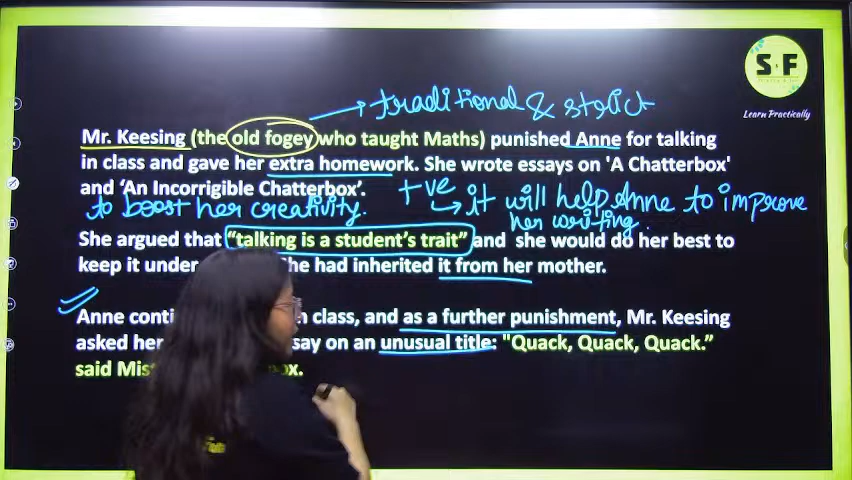 S F
Learn Practically
traditional & strict
Mr. Keesing (the old fogey who taught Maths) punished Anne for talking
in class and gave her extra homework. She wrote essays on 'A Chatterbox'
and ‘An Incorrigible Chatterbox’.
+ve it will help Anne to improve
her writing.
to boost her creativity.
She argued that “talking is a student’s trait” and she would do her best to
keep it under he had inherited it from her mother.
Anne conti n class, and as a further punishment, Mr. Keesing
asked her say on an unusual title: "Quack, Quack, Quack.”
said Mist ox.